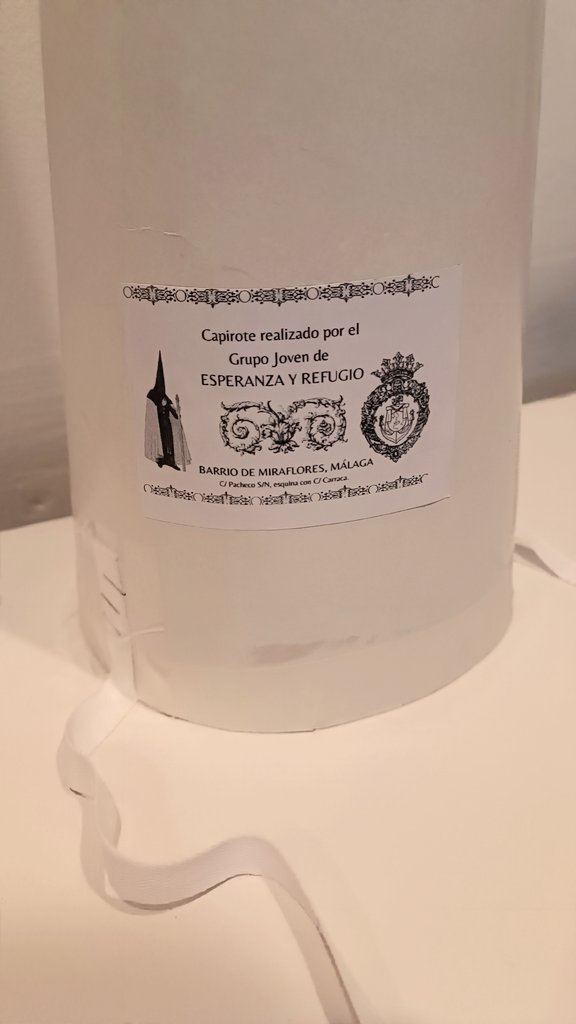 Capirote realizado por el
Grupo Joven de
ESPERANZA Y REFUGIO
BARRIO DE MIRAFLORES, MÁLAGA
C/ Pacheco S/N, esquina con C/ Carraca.